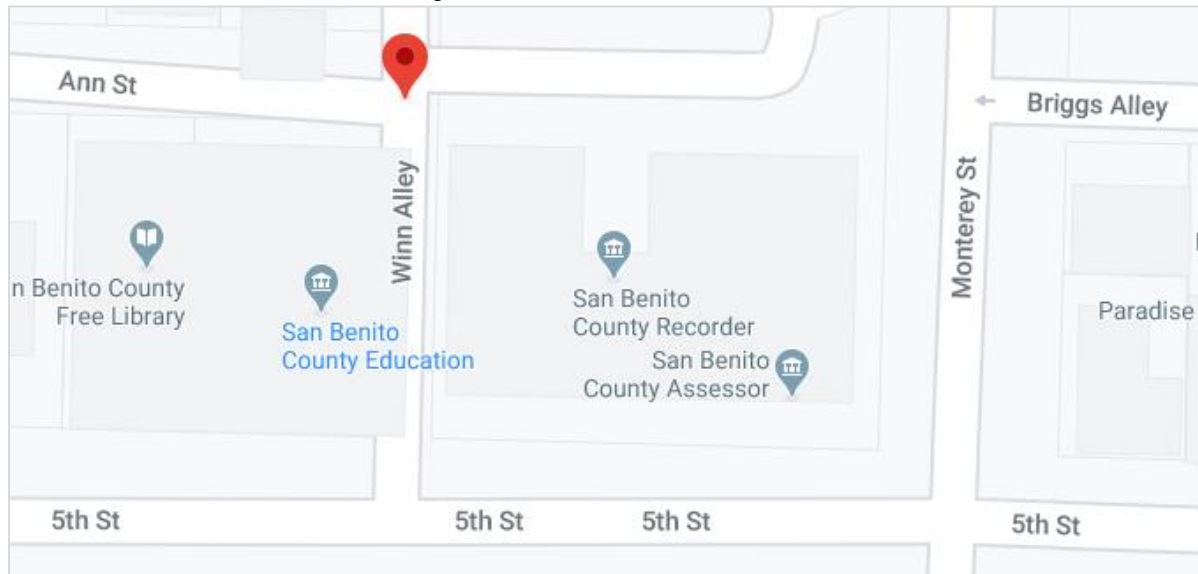 Ann St
Briggs Alley
Winn Alley
Monterey St
n Benito County
Free Library
San Benito
County Education
San Benito
County Recorder
San Benito
County Assessor
Paradise
5th St
5th St
5th St
5th St